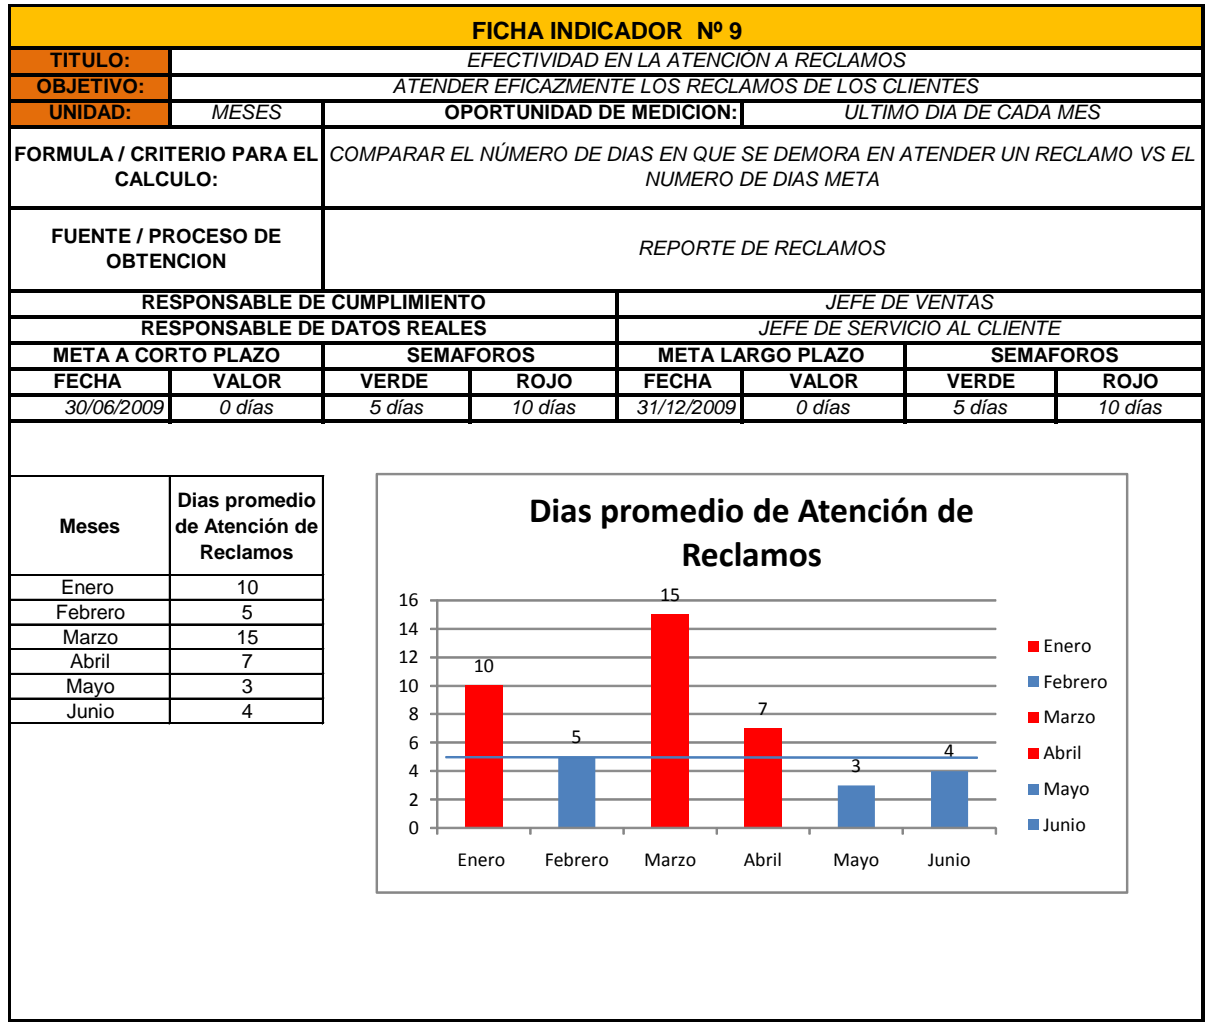 FICHA INDICADOR Nº 9
TITULO: EFECTIVIDAD EN LA ATENCIÓN A RECLAMOS
OBJETIVO: ATENDER EFICAZMENTE LOS RECLAMOS DE LOS CLIENTES
UNIDAD: MESES OPORTUNIDAD DE MEDICION: ULTIMO DIA DE CADA MES
FORMULA / CRITERIO PARA EL
CALCULO:
COMPARAR EL NÚMERO DE DIAS EN QUE SE DEMORA EN ATENDER UN RECLAMO VS EL
NUMERO DE DIAS META
FUENTE / PROCESO DE
OBTENCION
REPORTE DE RECLAMOS
RESPONSABLE DE CUMPLIMIENTO JEFE DE VENTAS
RESPONSABLE DE DATOS REALES JEFE DE SERVICIO AL CLIENTE
META A CORTO PLAZO SEMAFOROS META LARGO PLAZO SEMAFOROS
FECHA VALOR VERDE ROJO FECHA VALOR VERDE ROJO
30/06/2009 0 días 5 días 10 días 31/12/2009 0 días 5 días 10 días
Meses
Dias promedio
de Atención de
Reclamos
Enero 10
Febrero 5
Marzo 15
Abril 7
Mayo 3
Junio 4
Dias promedio de Atención de
Reclamos
16
14
12
10
8
6
4
2
0
10
5
15
7
3
4
Enero Febrero Marzo Abril Mayo Junio
Enero
Febrero
Marzo
Abril
Mayo
Junio